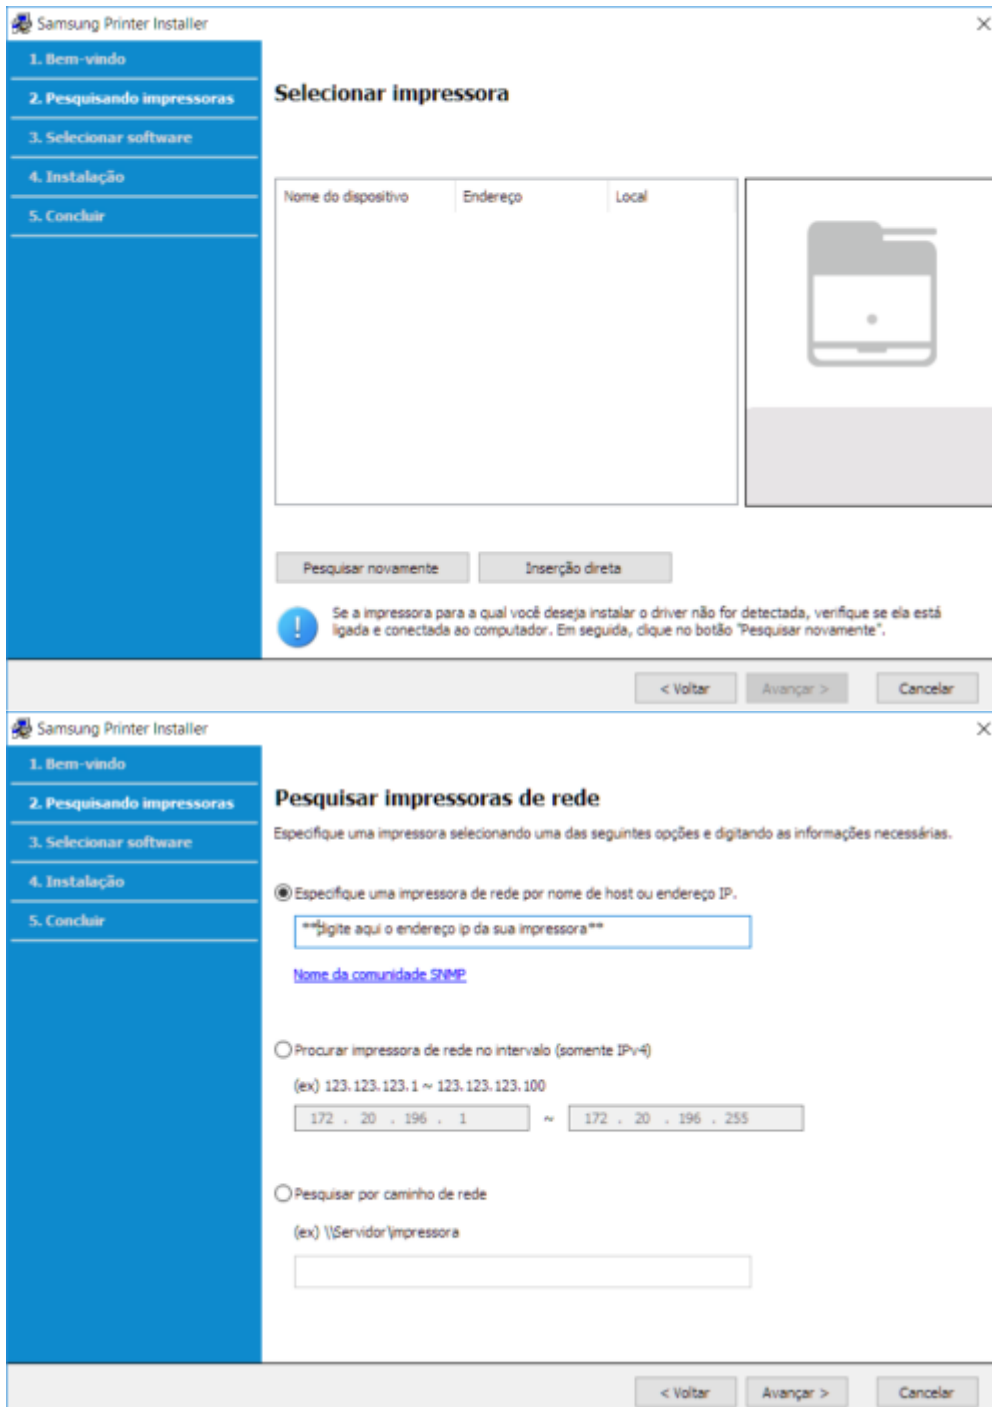 Samsung Printer Installer
1. Bem-vindo
2. Pesquisando impressoras
3. Selecionar software
4. Instalação
5. Concluir
Selecionar impressora
Nome do dispositivo Endereço Local
Pesquisar novamente Inserção direta
Se a impressora para a qual você deseja instalar o driver não for detectada, verifique se ela está
ligada e conectada ao computador. Em seguida, clique no botão "Pesquisar novamente".
< Voltar Avançar > Cancelar
Samsung Printer Installer
1. Bem-vindo
2. Pesquisando impressoras
3. Selecionar software
4. Instalação
5. Concluir
Pesquisar impressoras de rede
Especifique uma impressora selecionando uma das seguintes opções e digitando as informações necessárias.
Especifique uma impressora de rede por nome de host ou endereço IP.
**digite aqui o endereço ip da sua impressora**
Nome da comunidade SNMP
Procurar impressora de rede no intervalo (somente IPv4)
(ex) 123.123.123.1 ~ 123.123.123.100
172 . 20 . 196 . 1 ~ 172 . 20 . 196 . 255
Pesquisar por caminho de rede
(ex) \\Servidor\mpressora
< Voltar Avançar > Cancelar